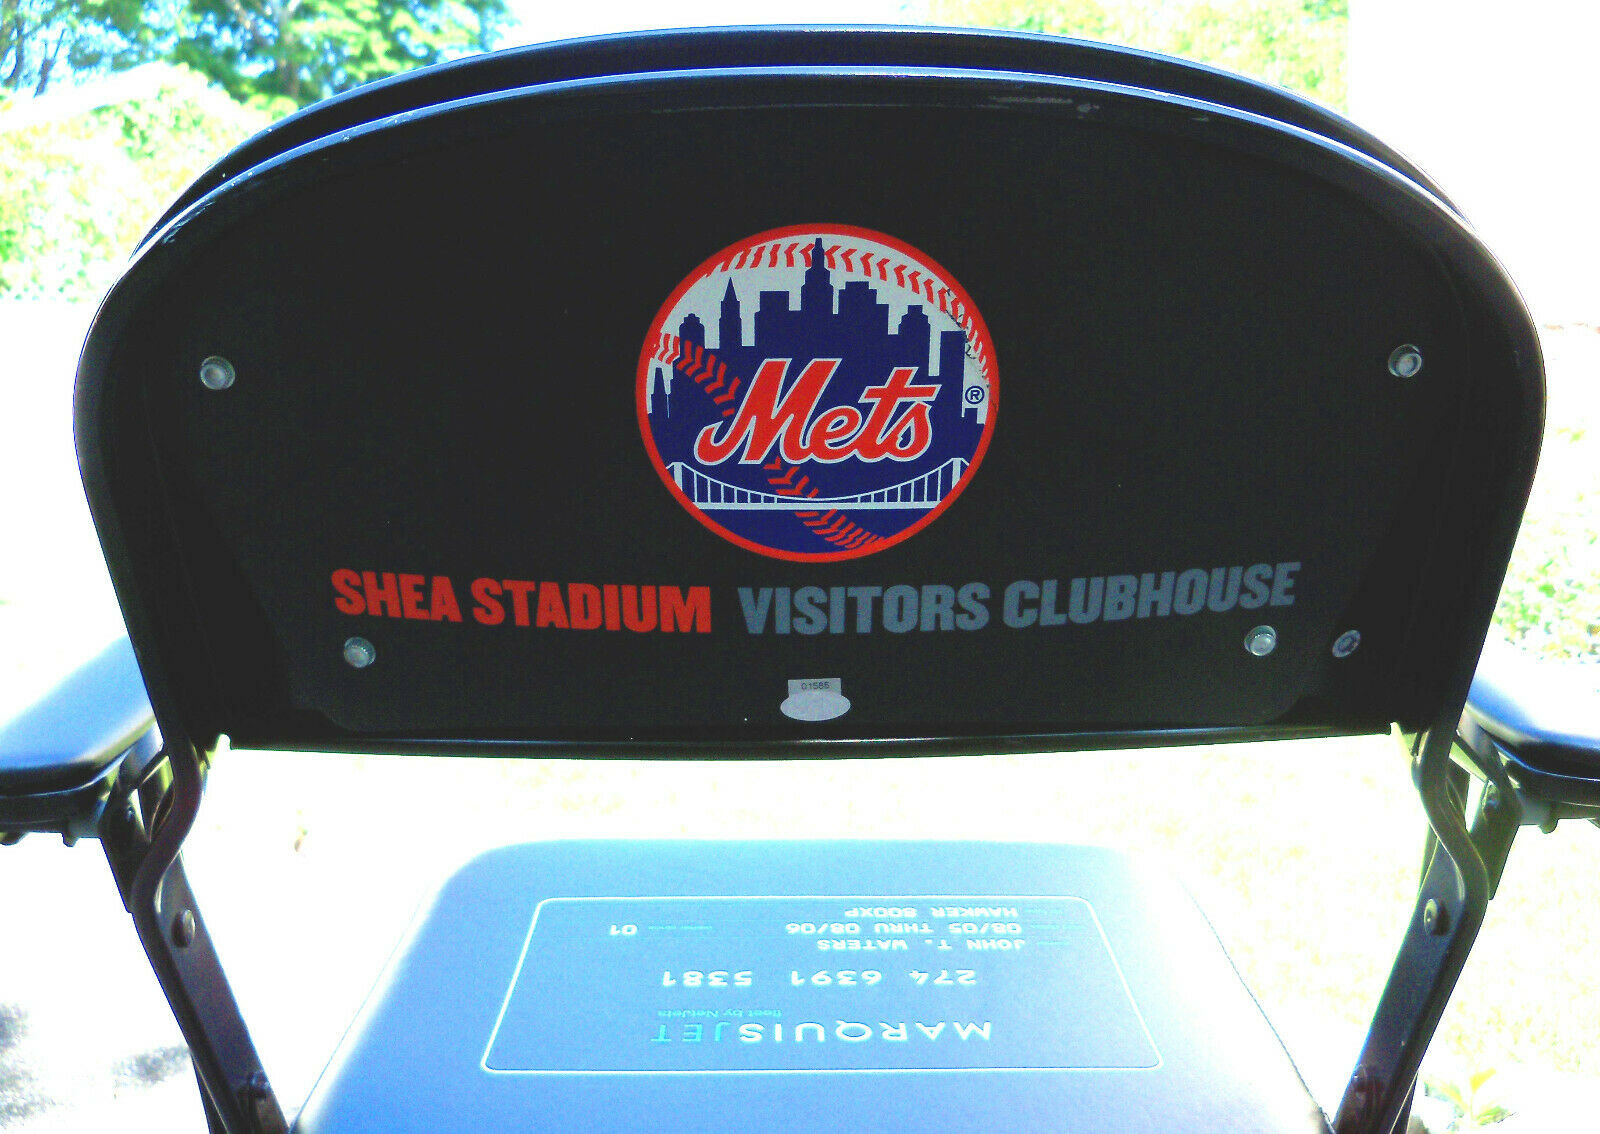 Mets ®
SHEA STADIUM VISITORS CLUBHOUSE
G1585
MARQUISJET
fleet by NetJets
274 6391 5381
JOHN T. WATERS
08/05 THRU 08/06 01
HAWKER 800XP